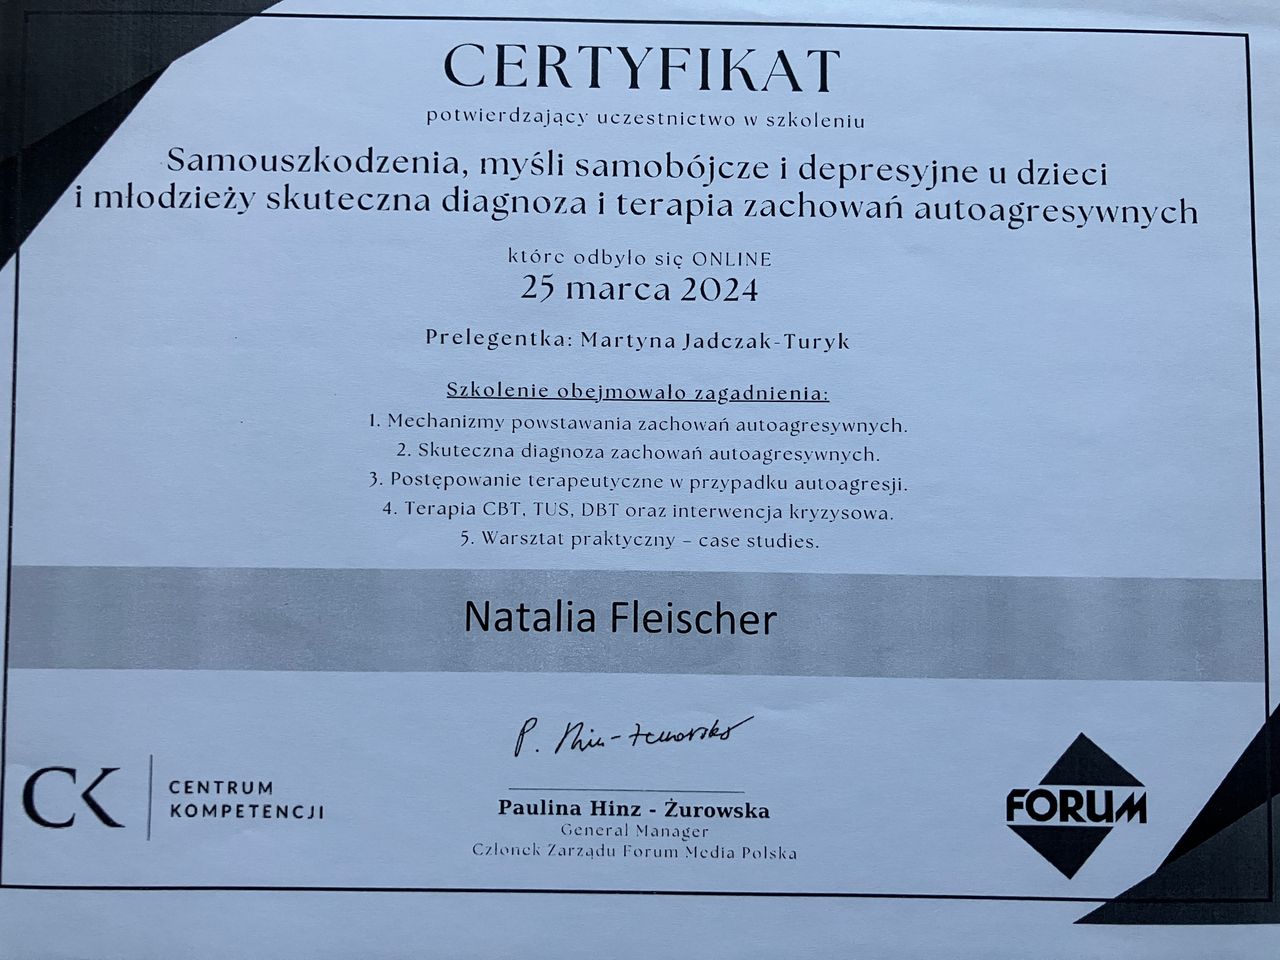 CERTYFIKAT
potwierdzający uczestnictwo w szkoleniu
Samouszkodzenia, myśli samobójcze i depresyjne u dzieci
i młodzieży skuteczna diagnoza i terapia zachowań autoagresywnych
które odbyło się ONLINE
25 marca 2024
Prelegentka: Martyna Jadczak-Turyk
Szkolenie obejmowało zagadnienia:
1. Mechanizmy powstawania zachowań autoagresywnych.
2. Skuteczna diagnoza zachowań autoagresywnych.
3. Postępowanie terapeutyczne w przypadku autoagresji.
4. Terapia CBT, TUS, DBT oraz interwencja kryzysowa.
5. Warsztat praktyczny – case studies.
Natalia Fleischer
P. Hinz-Żurowska
CK CENTRUM
KOMPETENCJI
Paulina Hinz - Żurowska
General Manager
Członek Zarządu Forum Media Polska
FORUM